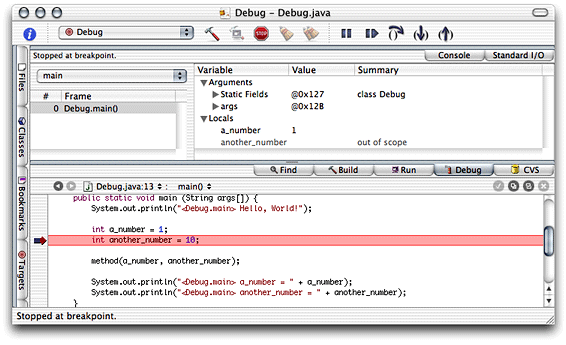 Debug – Debug.java
Debug
STOP
Stopped at breakpoint.
Console
Standard I/O
main
# Frame
0 Debug.main()
Variable Value Summary
Arguments
Static Fields @0x127 class Debug
args @0x12B
Locals
a_number 1
another_number out of scope
Files
Classes
Bookmarks
Targets
Find
Build
Run
Debug
CVS
Debug.java:13 : main()
public static void main (String args[]) {
System.out.println("<Debug.main> Hello, World!");
int a_number = 1;
int another_number = 10;
method(a_number, another_number);
System.out.println("<Debug.main> a_number = " + a_number);
System.out.println("<Debug.main> another_number = " + another_number);
}
Stopped at breakpoint.